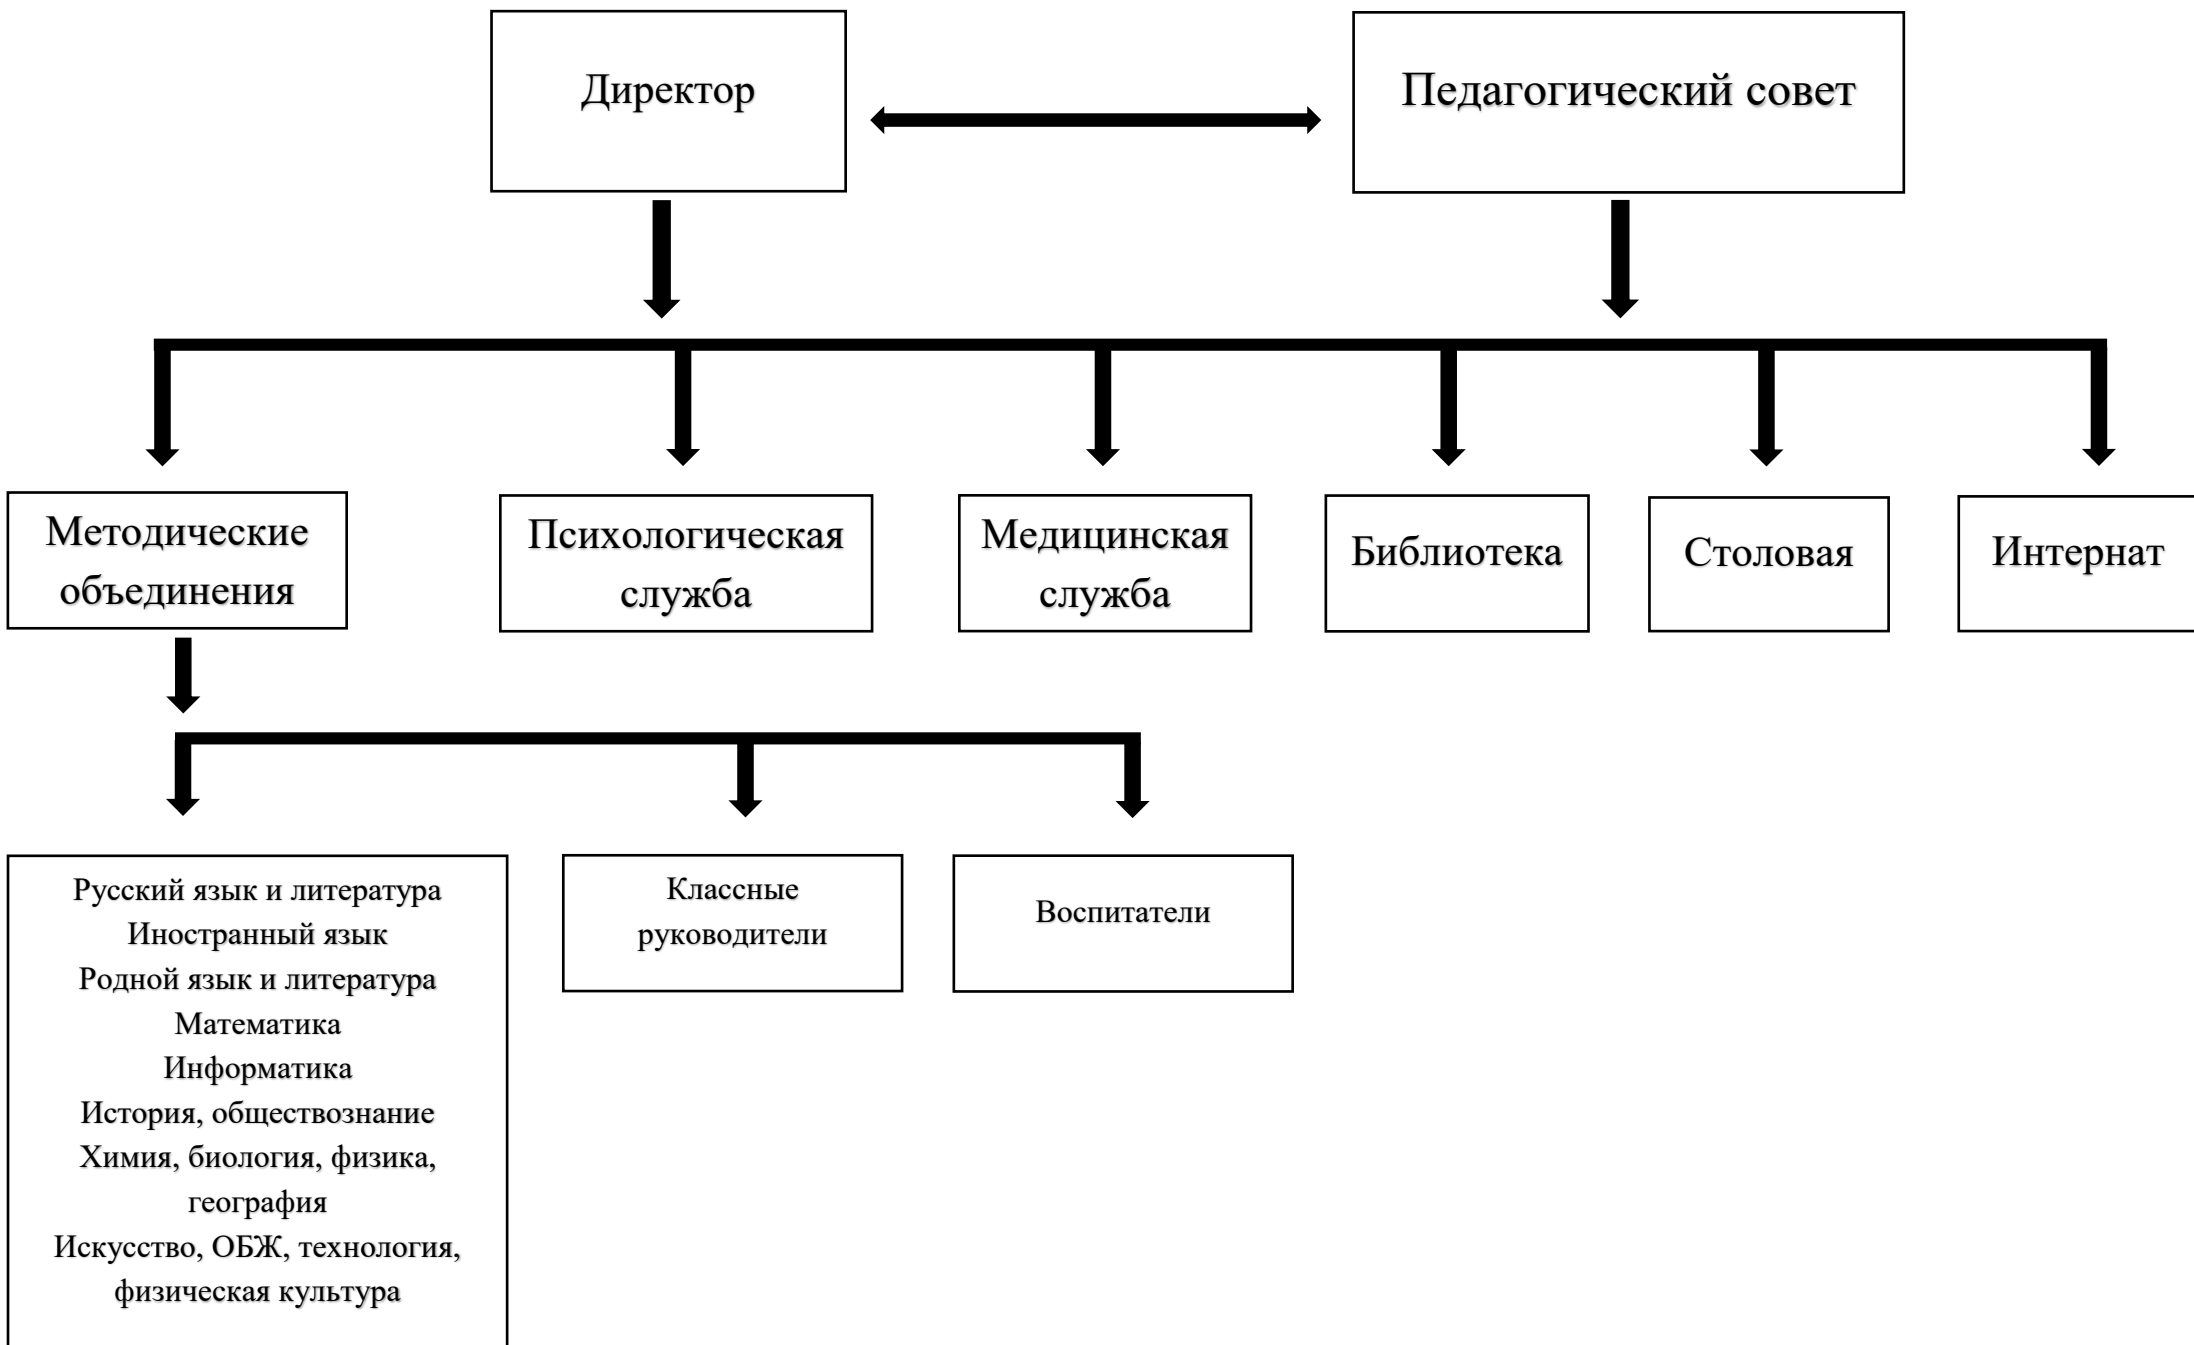 Директор
Педагогический совет
Методические
объединения
Психологическая
служба
Медицинская
служба
Библиотека
Столовая
Интернат
Русский язык и литература
Иностранный язык
Родной язык и литература
Математика
Информатика
История, обществознание
Химия, биология, физика,
география
Искусство, ОБЖ, технология,
физическая культура
Классные
руководители
Воспитатели